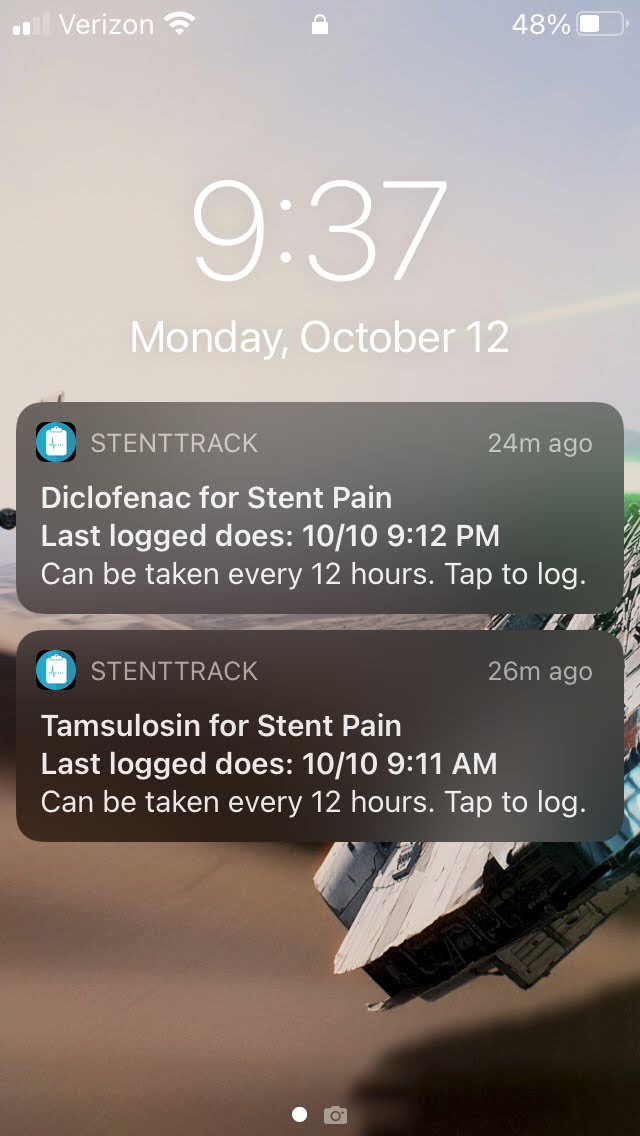 Verizon 48%
9:37
Monday, October 12
STENTTRACK 24m ago
Diclofenac for Stent Pain
Last logged does: 10/10 9:12 PM
Can be taken every 12 hours. Tap to log.
STENTTRACK 26m ago
Tamsulosin for Stent Pain
Last logged does: 10/10 9:11 AM
Can be taken every 12 hours. Tap to log.